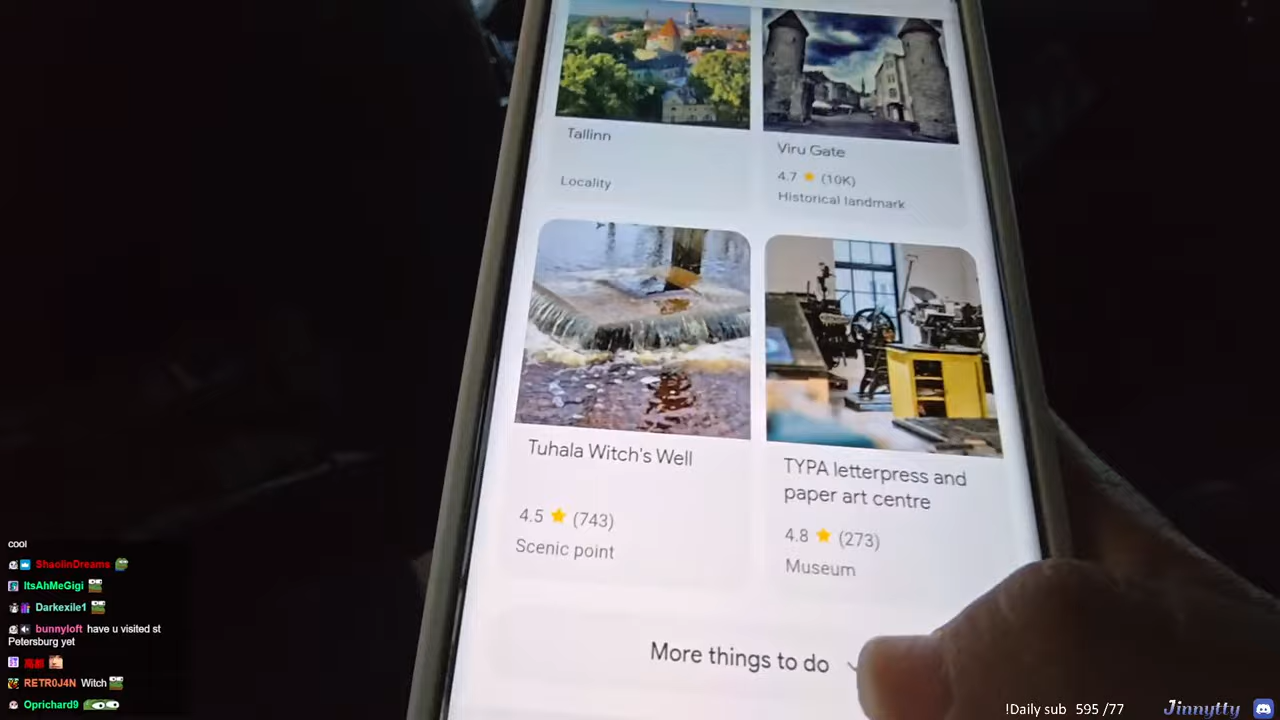 Tallinn
Locality
Viru Gate
4.7 (10K)
Historical landmark
Tuhala Witch's Well
4.5 (743)
Scenic point
TYPA letterpress and
paper art centre
4.8 (273)
Museum
More things to do
cool
ShaolinDreams
ItsAhMeGigi
Darkexile1
bunnyloft have u visited st
Petersburg yet
RETR0J4N Witch
Oprichard9
!Daily sub 595 /77
Jinnytty